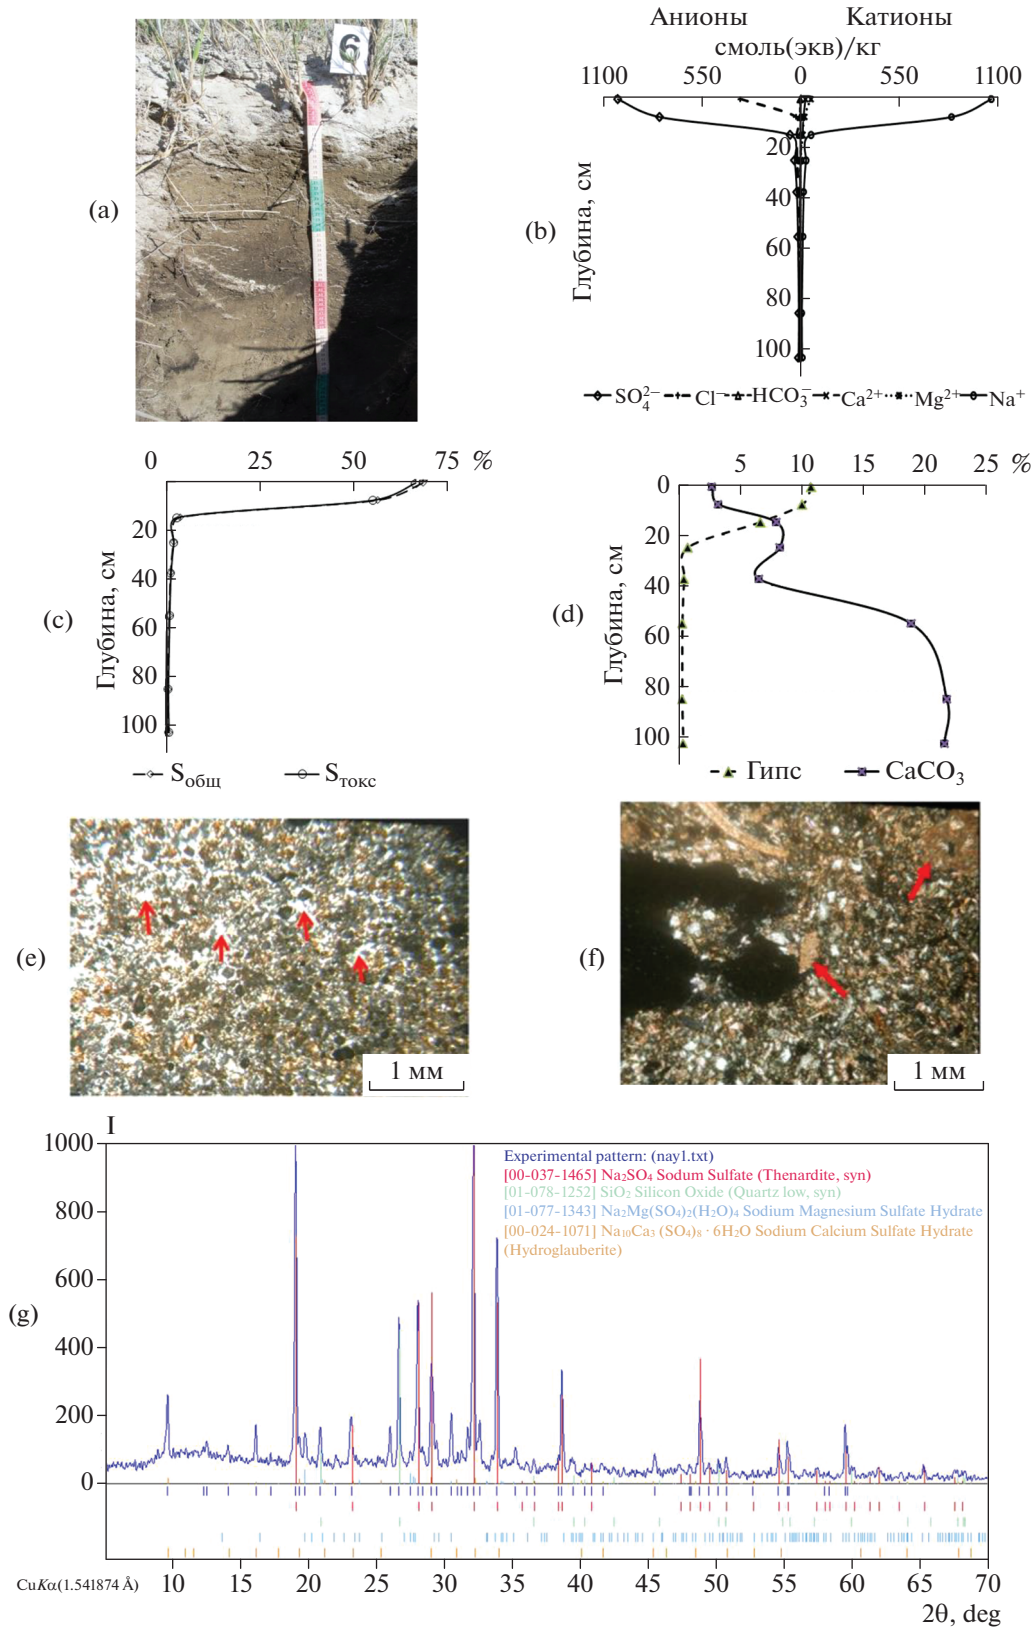 6
(a)
Анионы Катионы
смоль(экв)/кг
1100 550 0 550 1100
20
40
60
80
100
Глубина, см
(b)
SO₄²⁻ Cl⁻ HCO₃⁻ Ca²⁺ Mg²⁺ Na⁺
0 25 50 75 %
20
40
60
80
100
Глубина, см
(c)
Sобщ Sтокс
5 10 15 20 25 %
0
20
40
60
80
100
Глубина, см
(d)
Гипс CaCO₃
(e)
1 мм
(f)
1 мм
(g)
I
1000
800
600
400
200
0
Experimental pattern: (nay1.txt)
[00-037-1465] Na₂SO₄ Sodum Sulfate (Thenardite, syn)
[01-078-1252] SiO₂ Silicon Oxide (Quartz low, syn)
[01-077-1343] Na₂Mg(SO₄)₂(H₂O)₄ Sodium Magnesium Sulfate Hydrate
[00-024-1071] Na₁₀Ca₃ (SO₄)₈ · 6H₂O Sodium Calcium Sulfate Hydrate
(Hydroglauberite)
CuKα(1.541874 Å)
10 15 20 25 30 35 40 45 50 55 60 65 70
2θ, deg